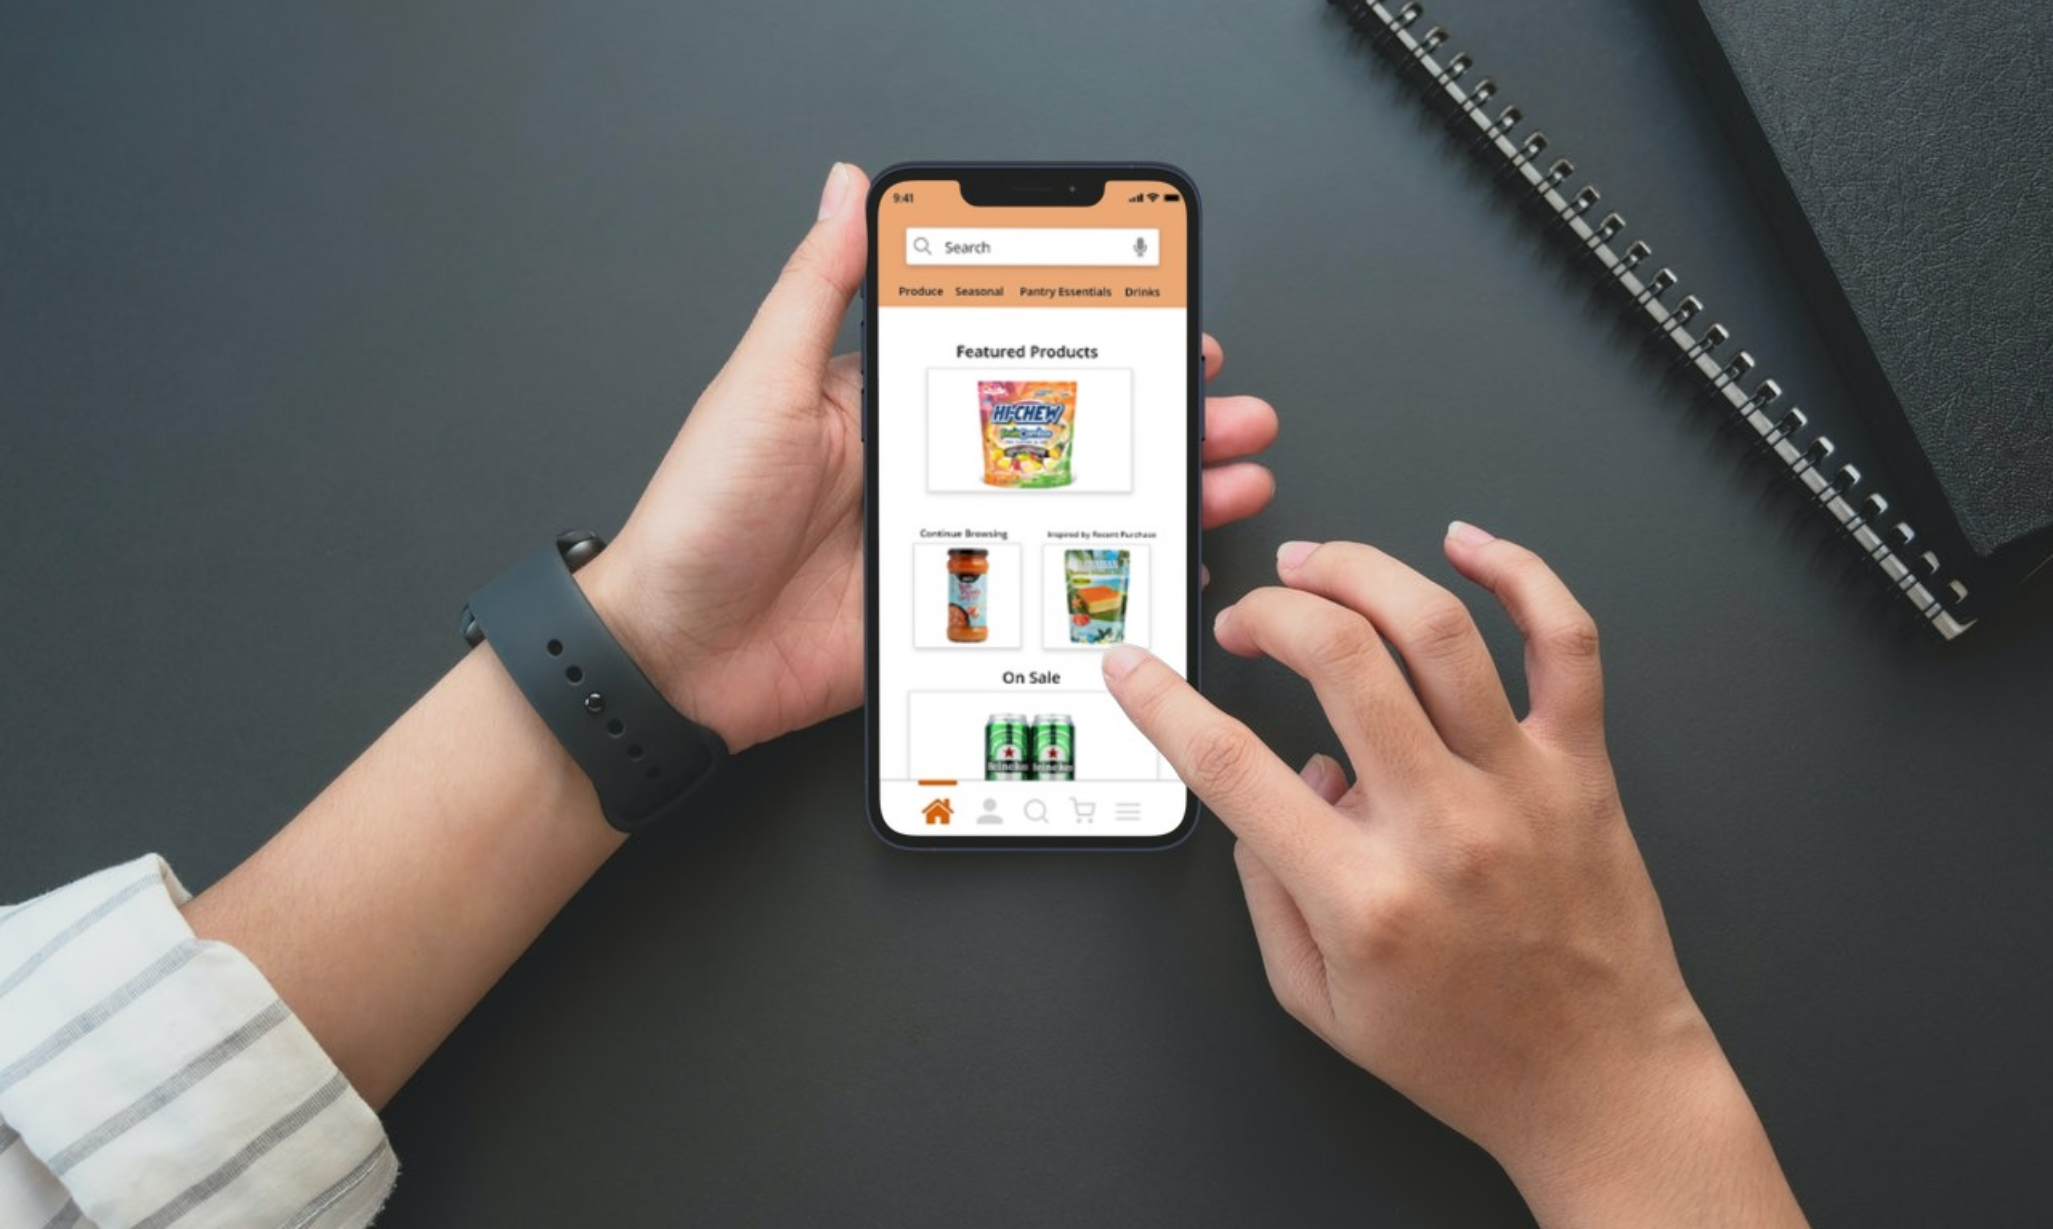 9:41
Search
Produce Seasonal Pantry Essentials Drinks
Featured Products
HI-CHEW
Continue Browsing Inspired by Recent Purchase
On Sale
Heineken Heineken